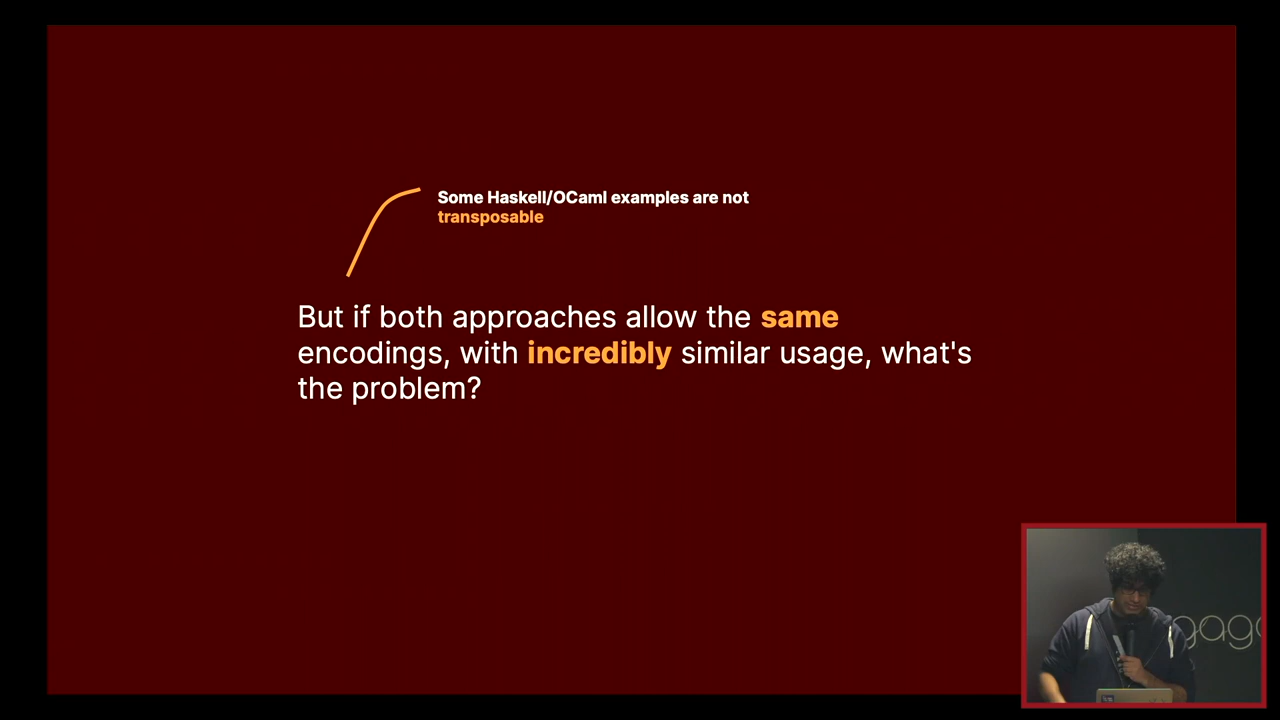 Some Haskell/OCaml examples are not
transposable
But if both approaches allow the same
encodings, with incredibly similar usage, what's
the problem?